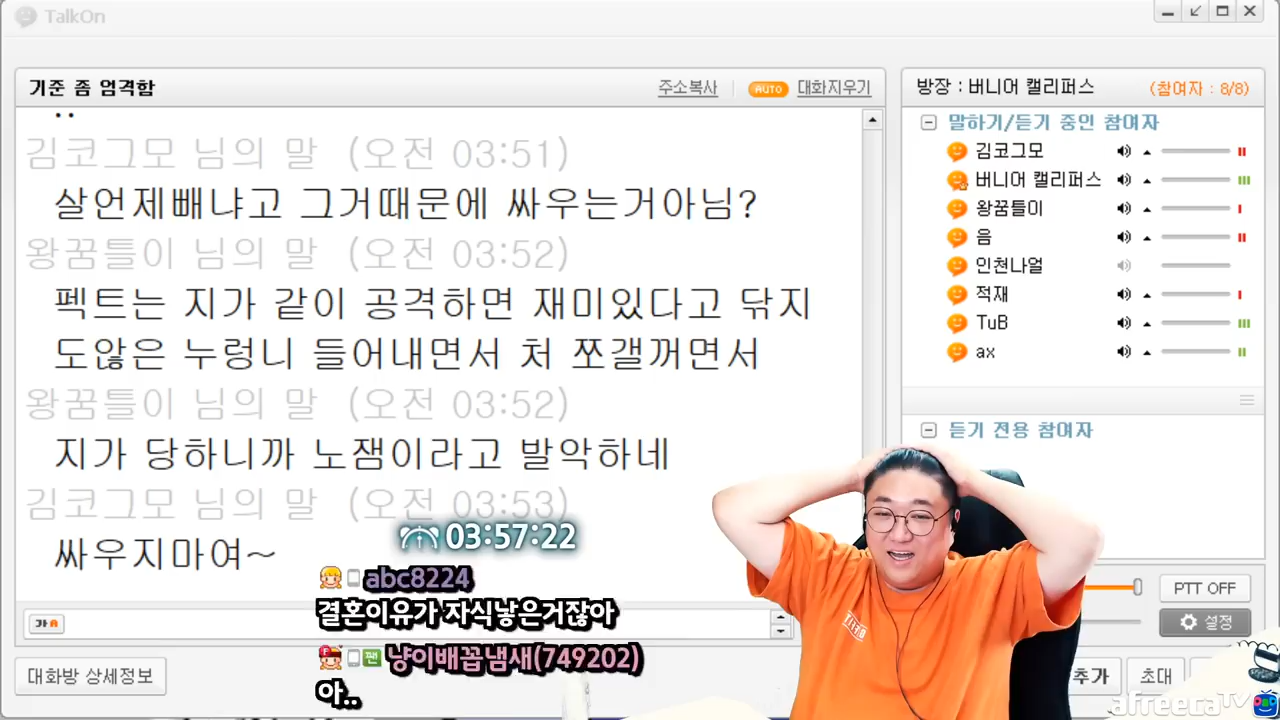 TalkOn
기준 좀 엄격함
주소복사
AUTO
대화지우기
김코그모 님의 말 (오전 03:51)
살언제빼냐고 그거때문에 싸우는거아님?
왕꿈틀이 님의 말 (오전 03:52)
펙트는 지가 같이 공격하면 재미있다고 닦지
도않은 누렁니 들어내면서 처 쪼갤꺼면서
왕꿈틀이 님의 말 (오전 03:52)
지가 당하니까 노잼이라고 발악하네
김코그모 님의 말 (오전 03:53)
싸우지마여~
03:57:22
abc8224
결혼이유가 자식낳은거잖아
팬 냥이배꼽냄새(749202)
아..
가
대화방 상세정보
방장 : 버니어 캘리퍼스
(참여자 : 8/8)
말하기/듣기 중인 참여자
김코그모
버니어 캘리퍼스
왕꿈틀이
음
인천나얼
적재
TuB
ax
듣기 전용 참여자
PTT OFF
설정
추가
초대
afreecaTV